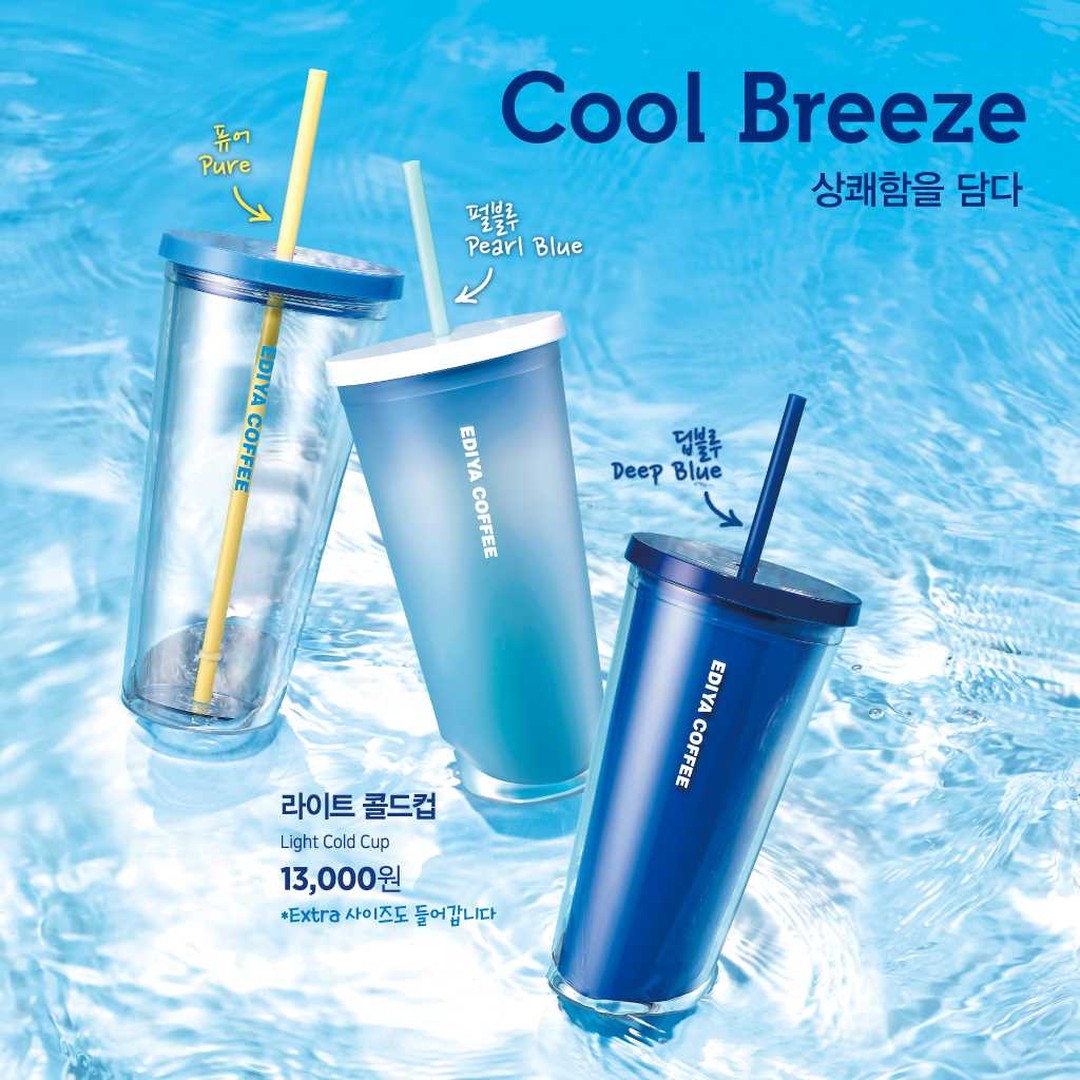 Cool Breeze
상쾌함을 담다
퓨어
Pure
펄블루
Pearl Blue
딥블루
Deep Blue
EDIYA COFFEE
EDIYA COFFEE
EDIYA COFFEE
라이트 콜드컵
Light Cold Cup
13,000원
*Extra 사이즈도 들어갑니다